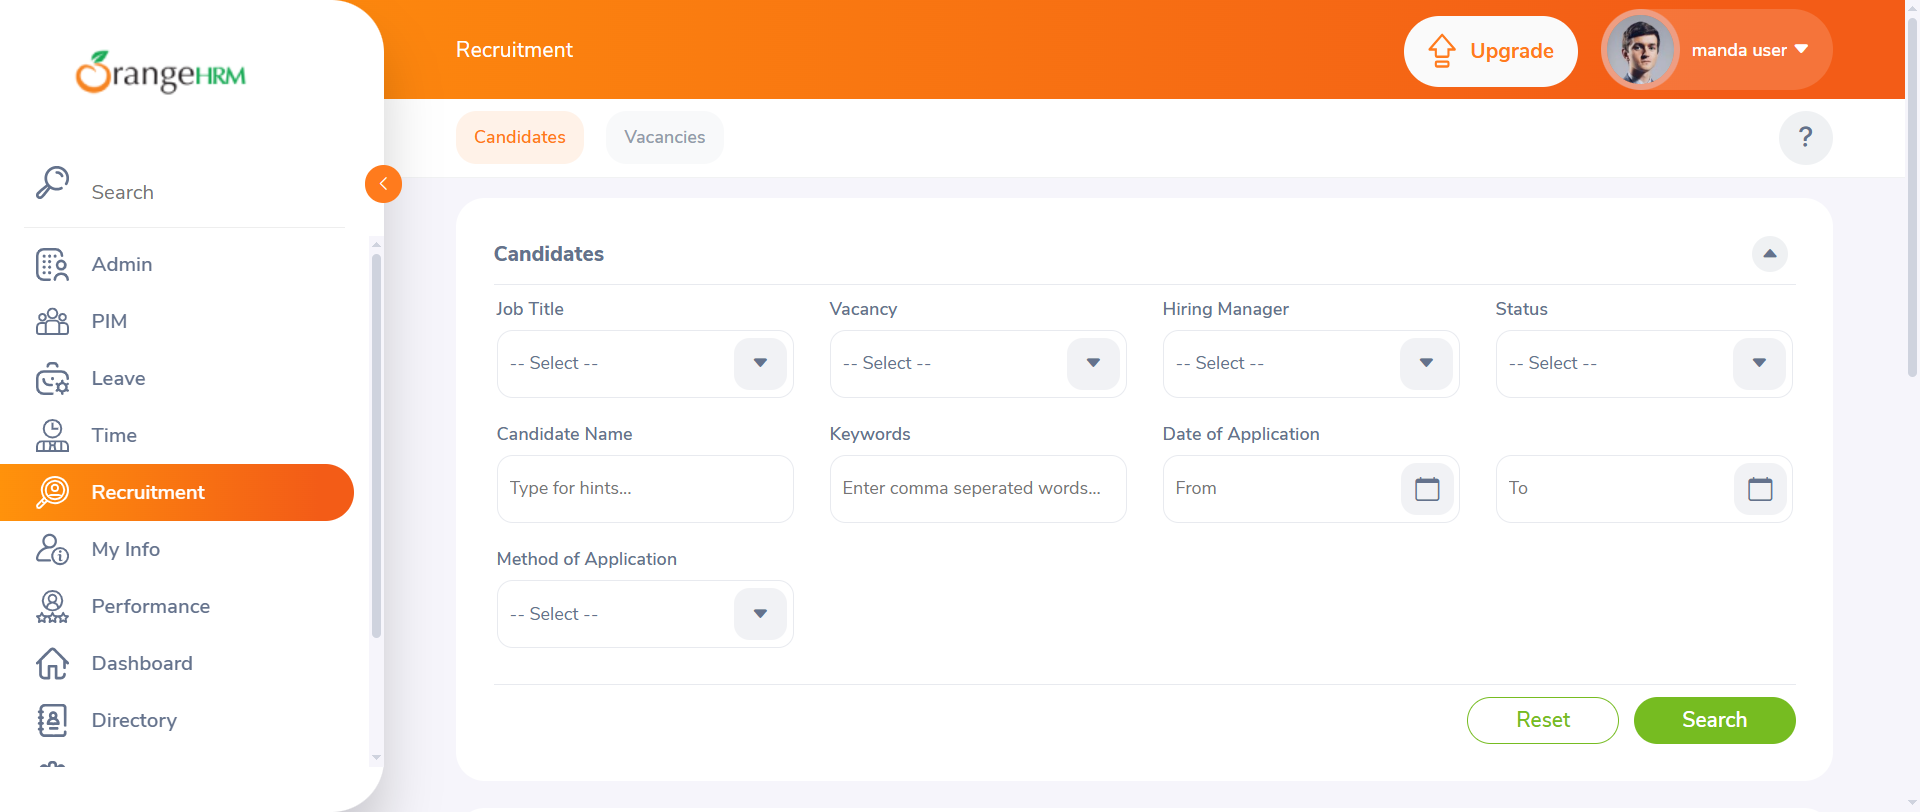 OrangeHRM
Recruitment
Upgrade
manda user
Candidates
Vacancies
?
Search
Admin
PIM
Leave
Time
Recruitment
My Info
Performance
Dashboard
Directory
Candidates
Job Title
Vacancy
Hiring Manager
Status
-- Select --
-- Select --
-- Select --
-- Select --
Candidate Name
Keywords
Date of Application
Type for hints...
Enter comma seperated words...
From
To
Method of Application
-- Select --
Reset
Search